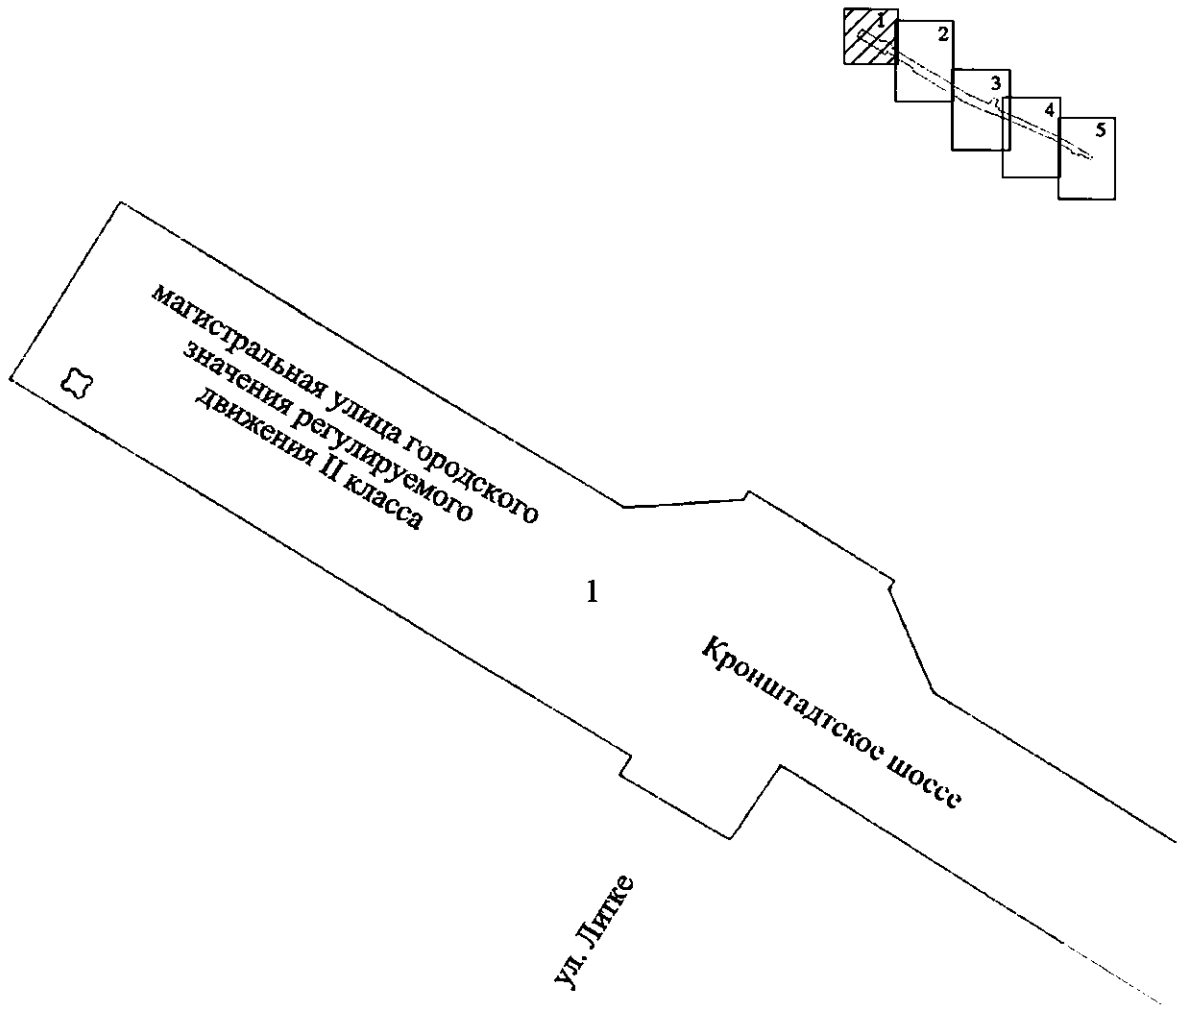 1
2
3
4
5
магистральная улица городского
значения регулируемого
движения II класса
1
Кронштадтское шоссе
ул. Литке